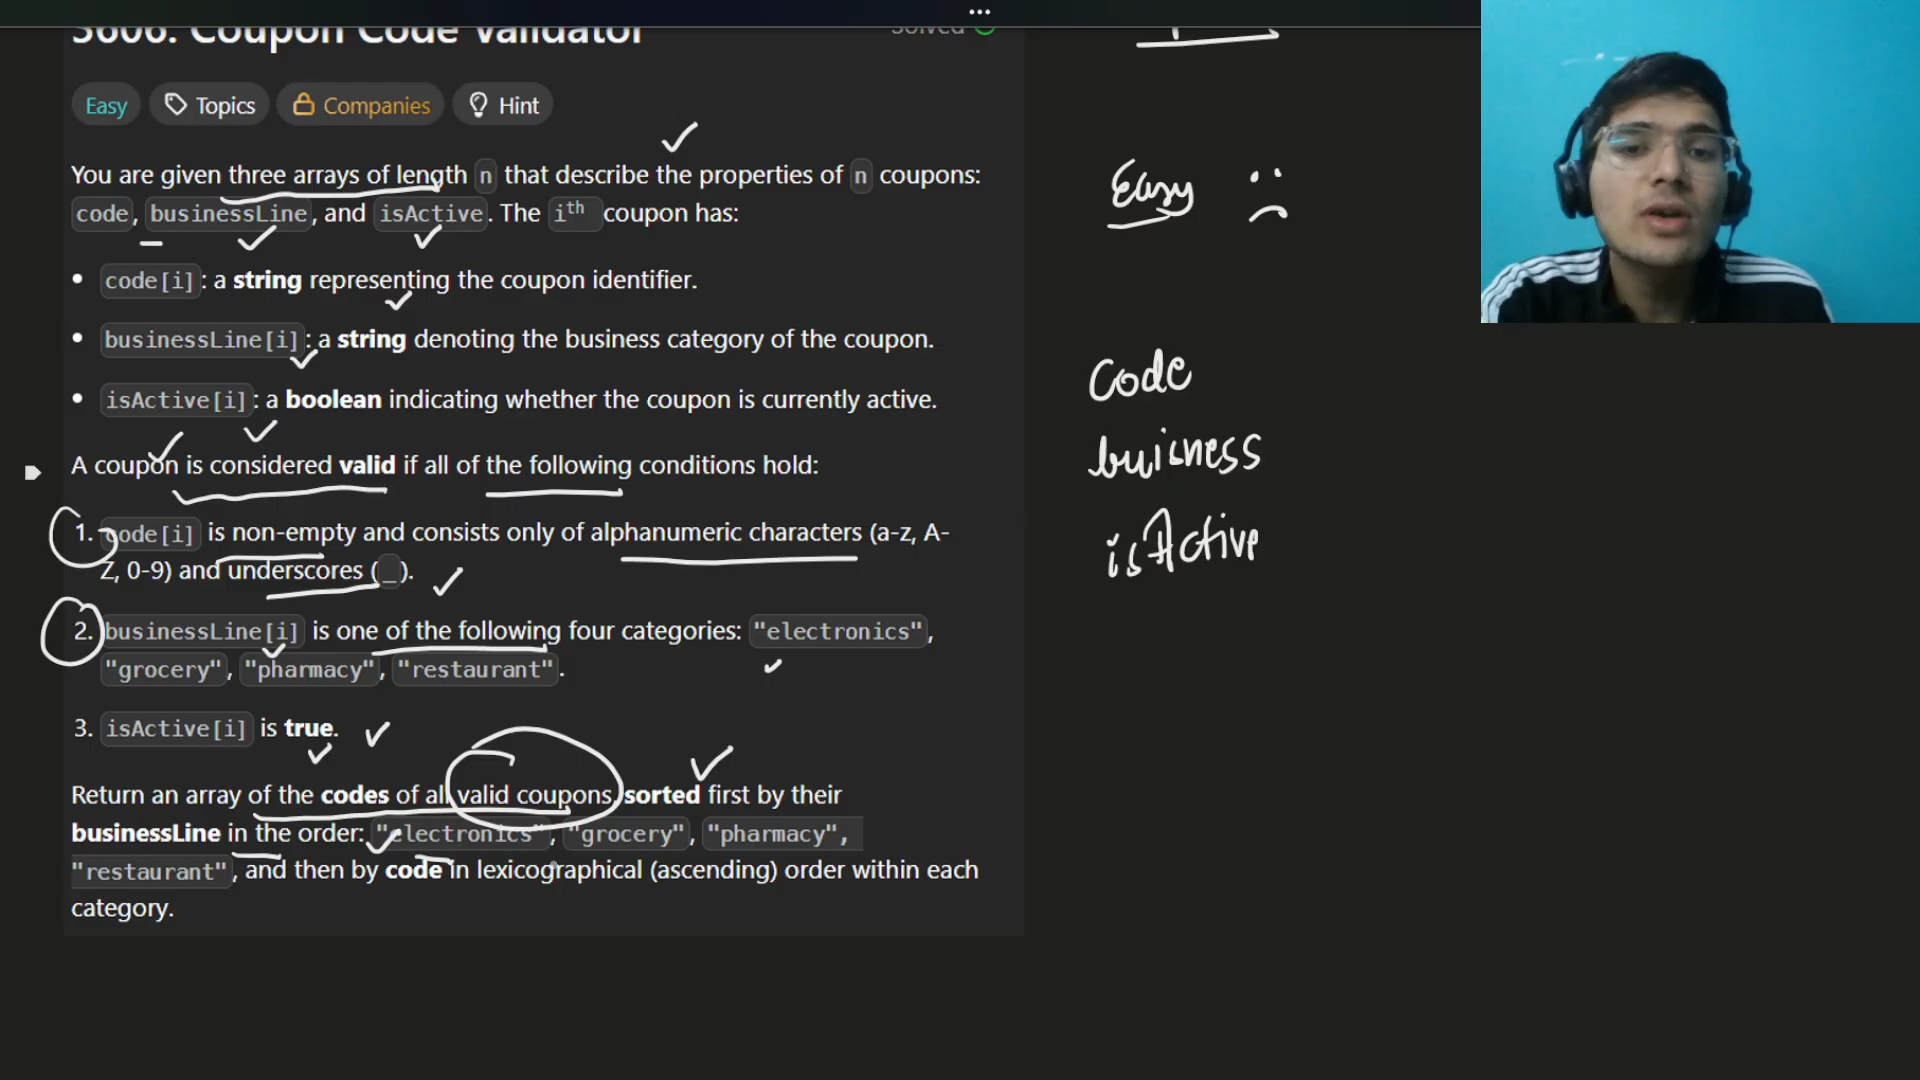 3606. Coupon Code Validator
Solved
Easy Topics Companies Hint
You are given three arrays of length n that describe the properties of n coupons:
code, businessLine, and isActive. The ith coupon has:
• code[i]: a string representing the coupon identifier.
• businessLine[i]: a string denoting the business category of the coupon.
• isActive[i]: a boolean indicating whether the coupon is currently active.
A coupon is considered valid if all of the following conditions hold:
1. code[i] is non-empty and consists only of alphanumeric characters (a-z, A-
Z, 0-9) and underscores (_).
2. businessLine[i] is one of the following four categories: "electronics",
"grocery", "pharmacy", "restaurant".
3. isActive[i] is true.
Return an array of the codes of all valid coupons, sorted first by their
businessLine in the order: "electronics", "grocery", "pharmacy",
"restaurant", and then by code in lexicographical (ascending) order within each
category.
Easy
Code
buisness
isActive